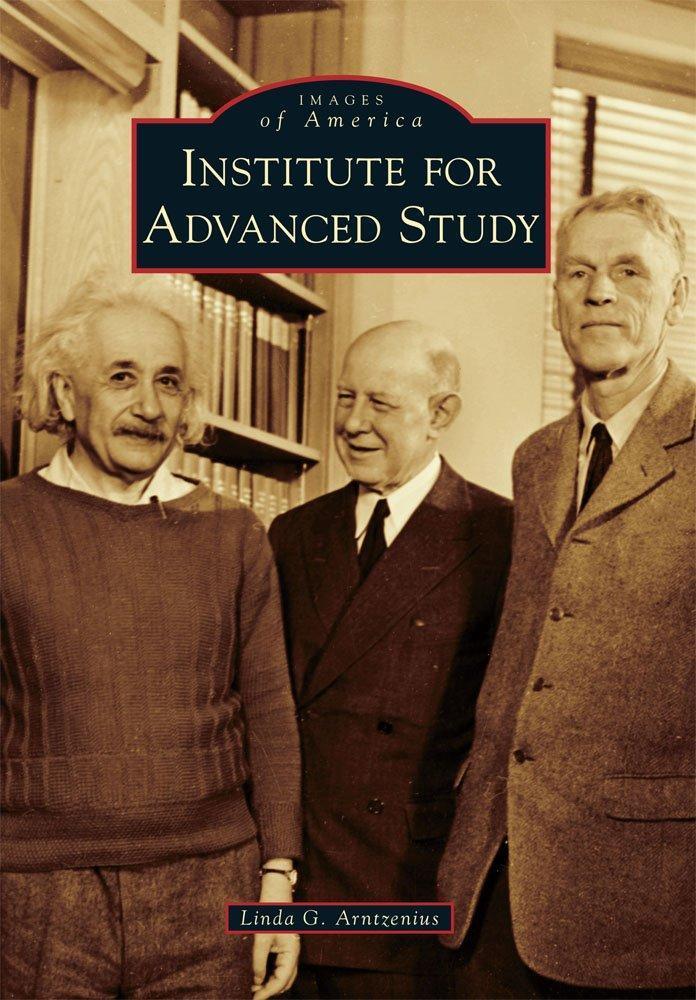 IMAGES
of America
INSTITUTE FOR
ADVANCED STUDY
Linda G. Arntzenius